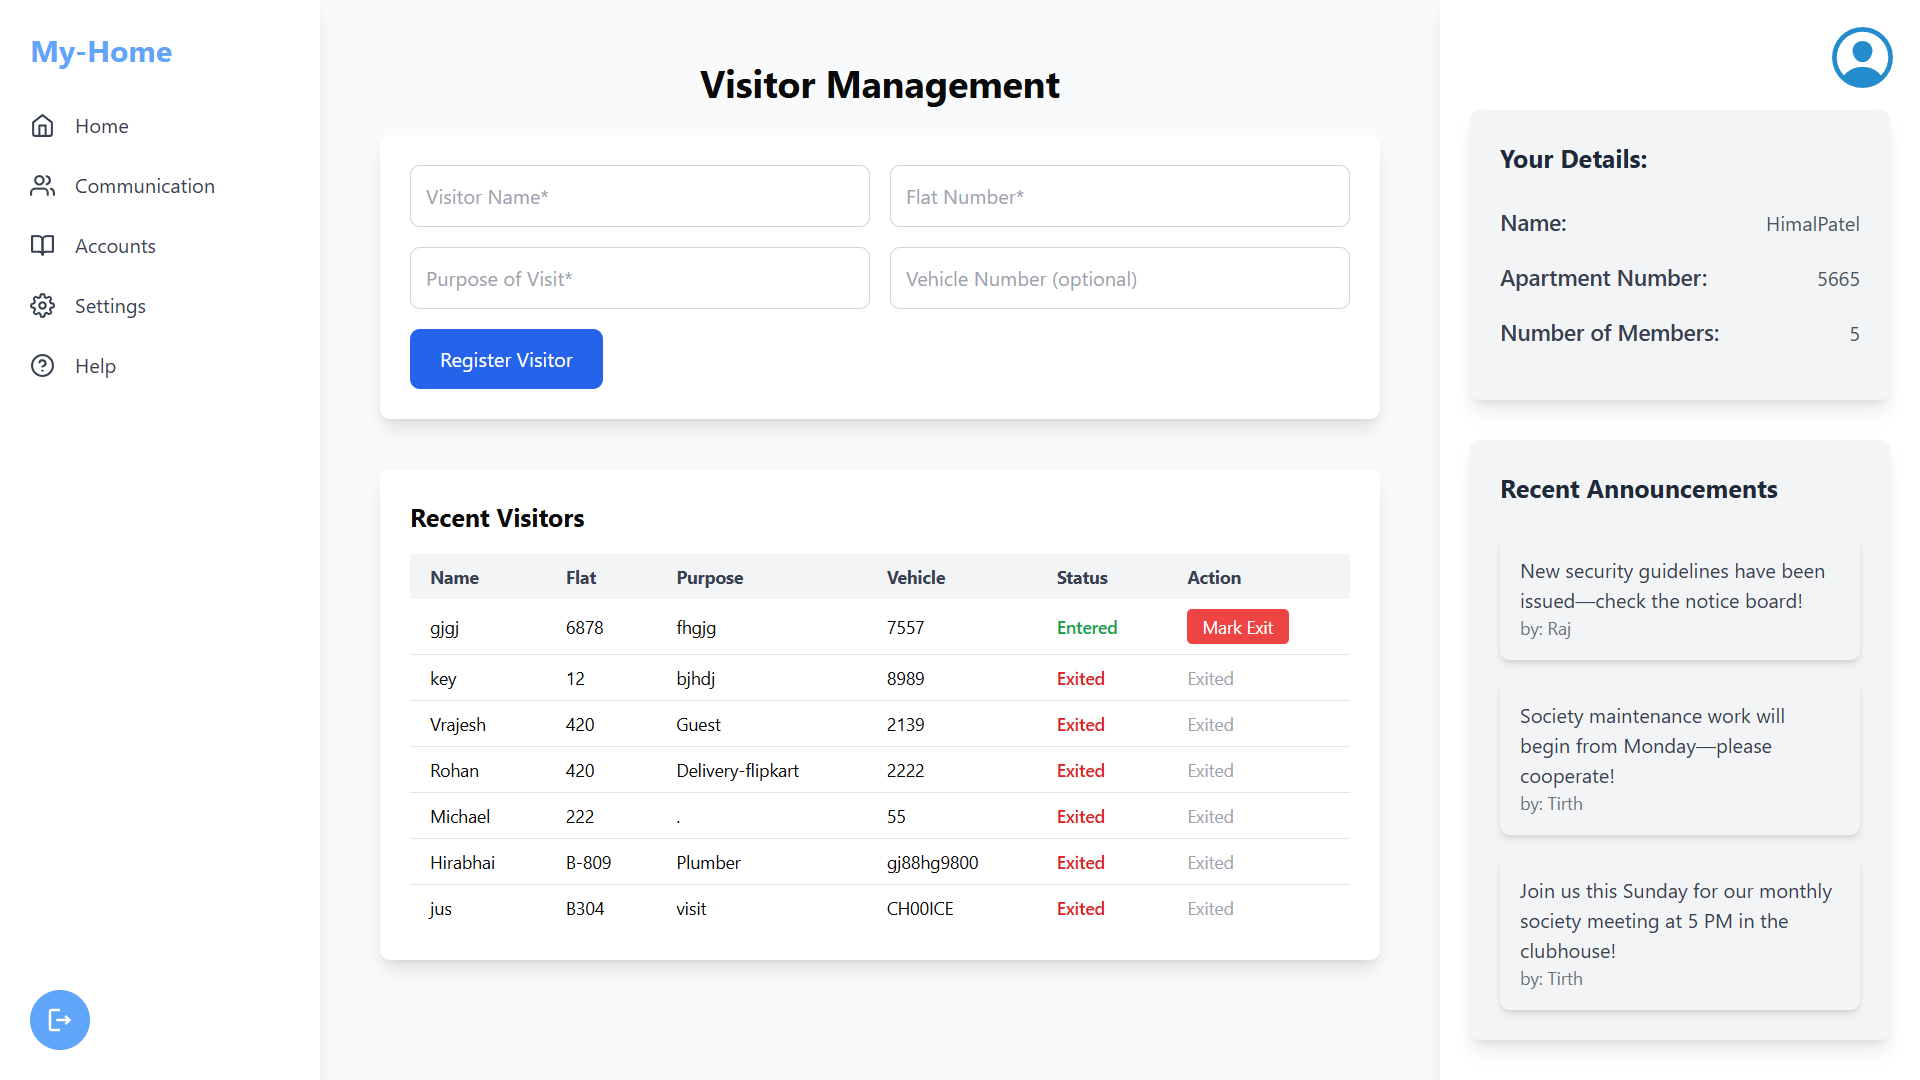 My-Home
Home
Communication
Accounts
Settings
Help
Visitor Management
Visitor Name*
Flat Number*
Purpose of Visit*
Vehicle Number (optional)
Register Visitor
Recent Visitors
Name Flat Purpose Vehicle Status Action
gjgj 6878 fhgjg 7557 Entered Mark Exit
key 12 bjhdj 8989 Exited Exited
Vrajesh 420 Guest 2139 Exited Exited
Rohan 420 Delivery-flipkart 2222 Exited Exited
Michael 222 . 55 Exited Exited
Hirabhai B-809 Plumber gj88hg9800 Exited Exited
jus B304 visit CH00ICE Exited Exited
Your Details:
Name: HimalPatel
Apartment Number: 5665
Number of Members: 5
Recent Announcements
New security guidelines have been
issued—check the notice board!
by: Raj
Society maintenance work will
begin from Monday—please
cooperate!
by: Tirth
Join us this Sunday for our monthly
society meeting at 5 PM in the
clubhouse!
by: Tirth